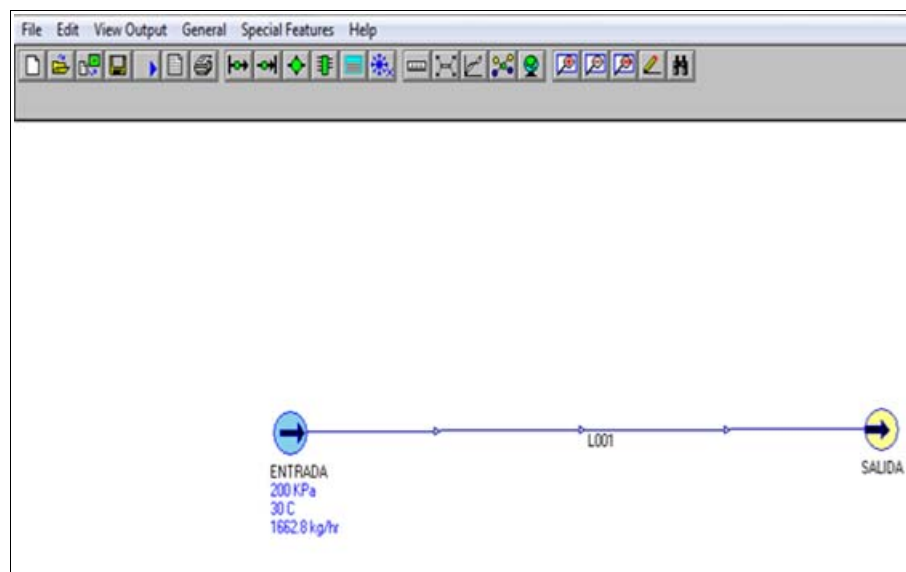 File Edit View Output General Special Features Help
L001
ENTRADA
200 KPa
30 C
1662.8 kg/hr
SALIDA